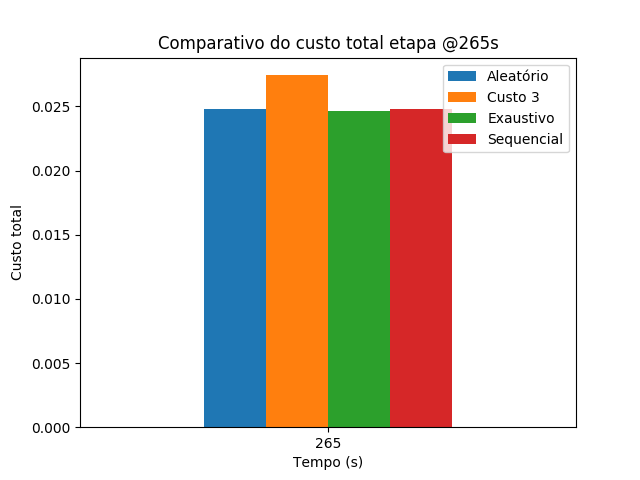 Comparativo do custo total etapa @265s
Custo total
0.025
0.020
0.015
0.010
0.005
0.000
Aleatório
Custo 3
Exaustivo
Sequencial
265
Tempo (s)